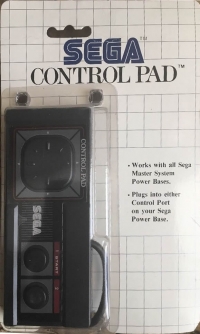 SEGA™
CONTROL PAD™
• Works with all Sega
Master System
Power Bases.
• Plugs into either
Control Port
on your Sega
Power Base.
CONTROL PAD
SEGA